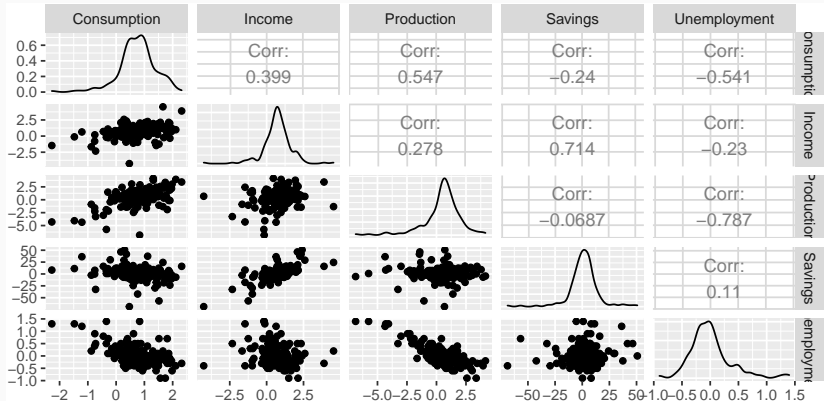 Consumption Income Production Savings Unemployment
0.6
0.4
0.2
0.0
Corr:
0.399
Corr:
0.547
Corr:
−0.24
Corr:
−0.541
onsumptio
2.5
0.0
−2.5
Corr:
0.278
Corr:
0.714
Corr:
−0.23
Income
2.5
0.0
−2.5
−5.0
Corr:
−0.0687
Corr:
−0.787
Production
50
25
0
−25
−50
Corr:
0.11
Savings
1.5
1.0
0.5
0.0
−0.5
−1.0
employme
−2 −1 0 1 2 −2.5 0.0 2.5 −5.0 −2.5 0.0 2.5 −50 −25 0 25 50 −1.0 −0.5 0.0 0.5 1.0 1.5